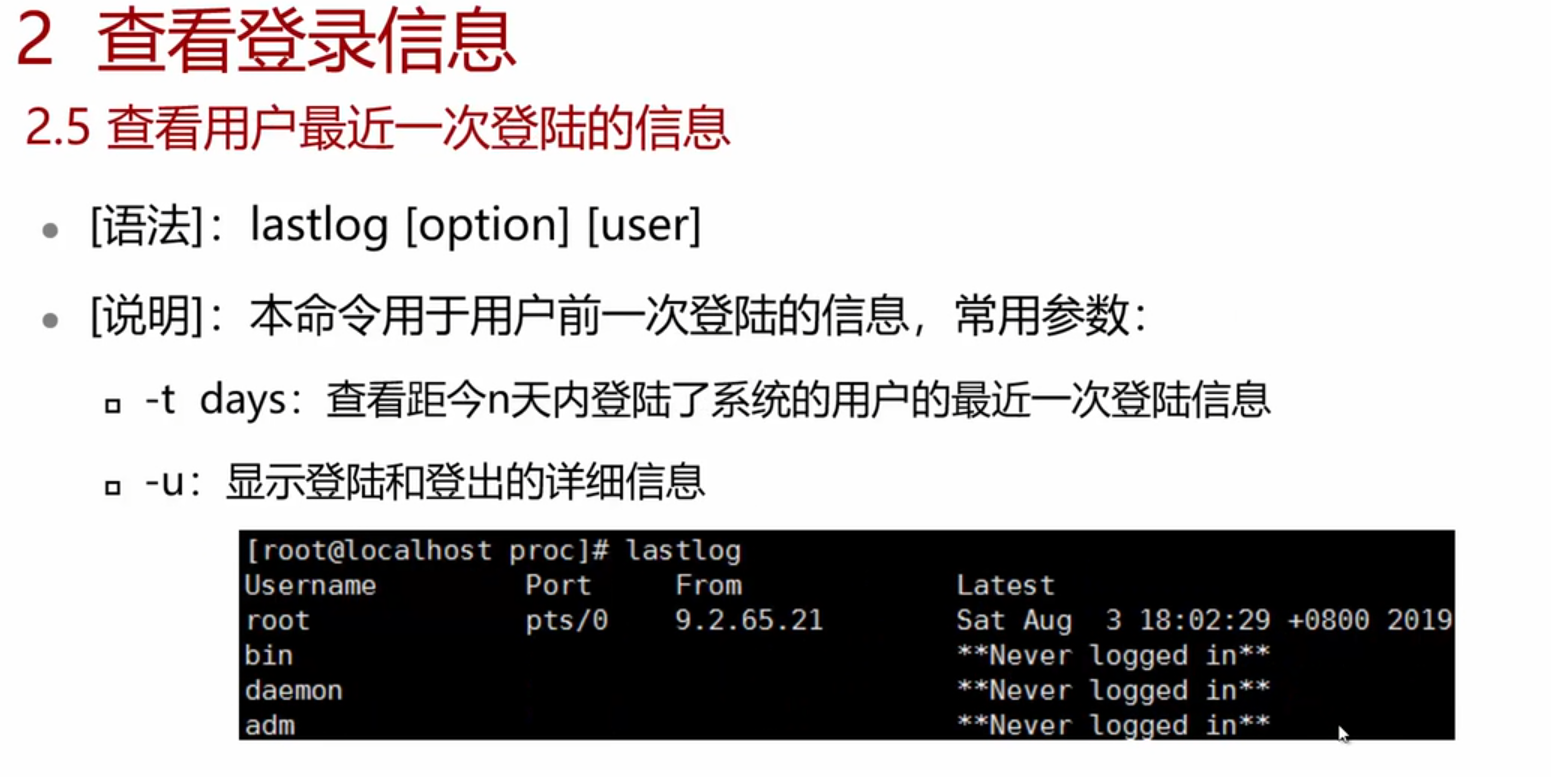 2 查看登录信息
2.5 查看用户最近一次登陆的信息
[语法]：lastlog [option] [user]
[说明]：本命令用于用户前一次登陆的信息，常用参数：
-t days：查看距今n天内登陆了系统的用户的最近一次登陆信息
-u：显示登陆和登出的详细信息
[root@localhost proc]# lastlog
Username Port From Latest
root pts/0 9.2.65.21 Sat Aug  3 18:02:29 +0800 2019
bin **Never logged in**
daemon **Never logged in**
adm **Never logged in**